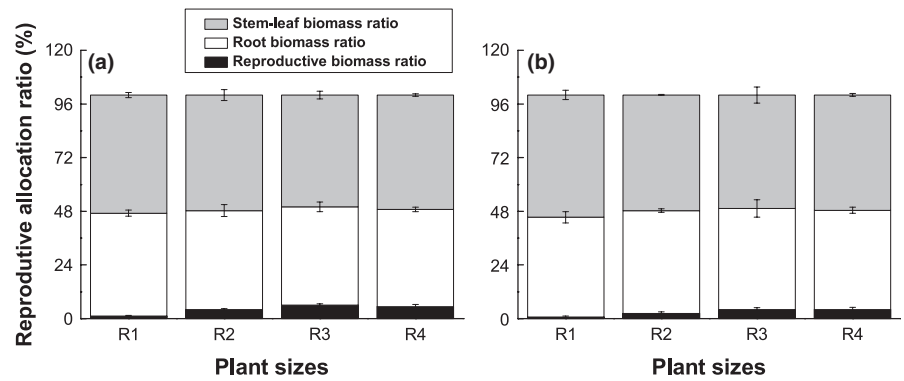 Stem-leaf biomass ratio
Root biomass ratio
Reproductive biomass ratio
Reprodutive allocation ratio (%)
(a)
120
96
72
48
24
0
R1 R2 R3 R4
Plant sizes
(b)
120
96
72
48
24
0
R1 R2 R3 R4
Plant sizes